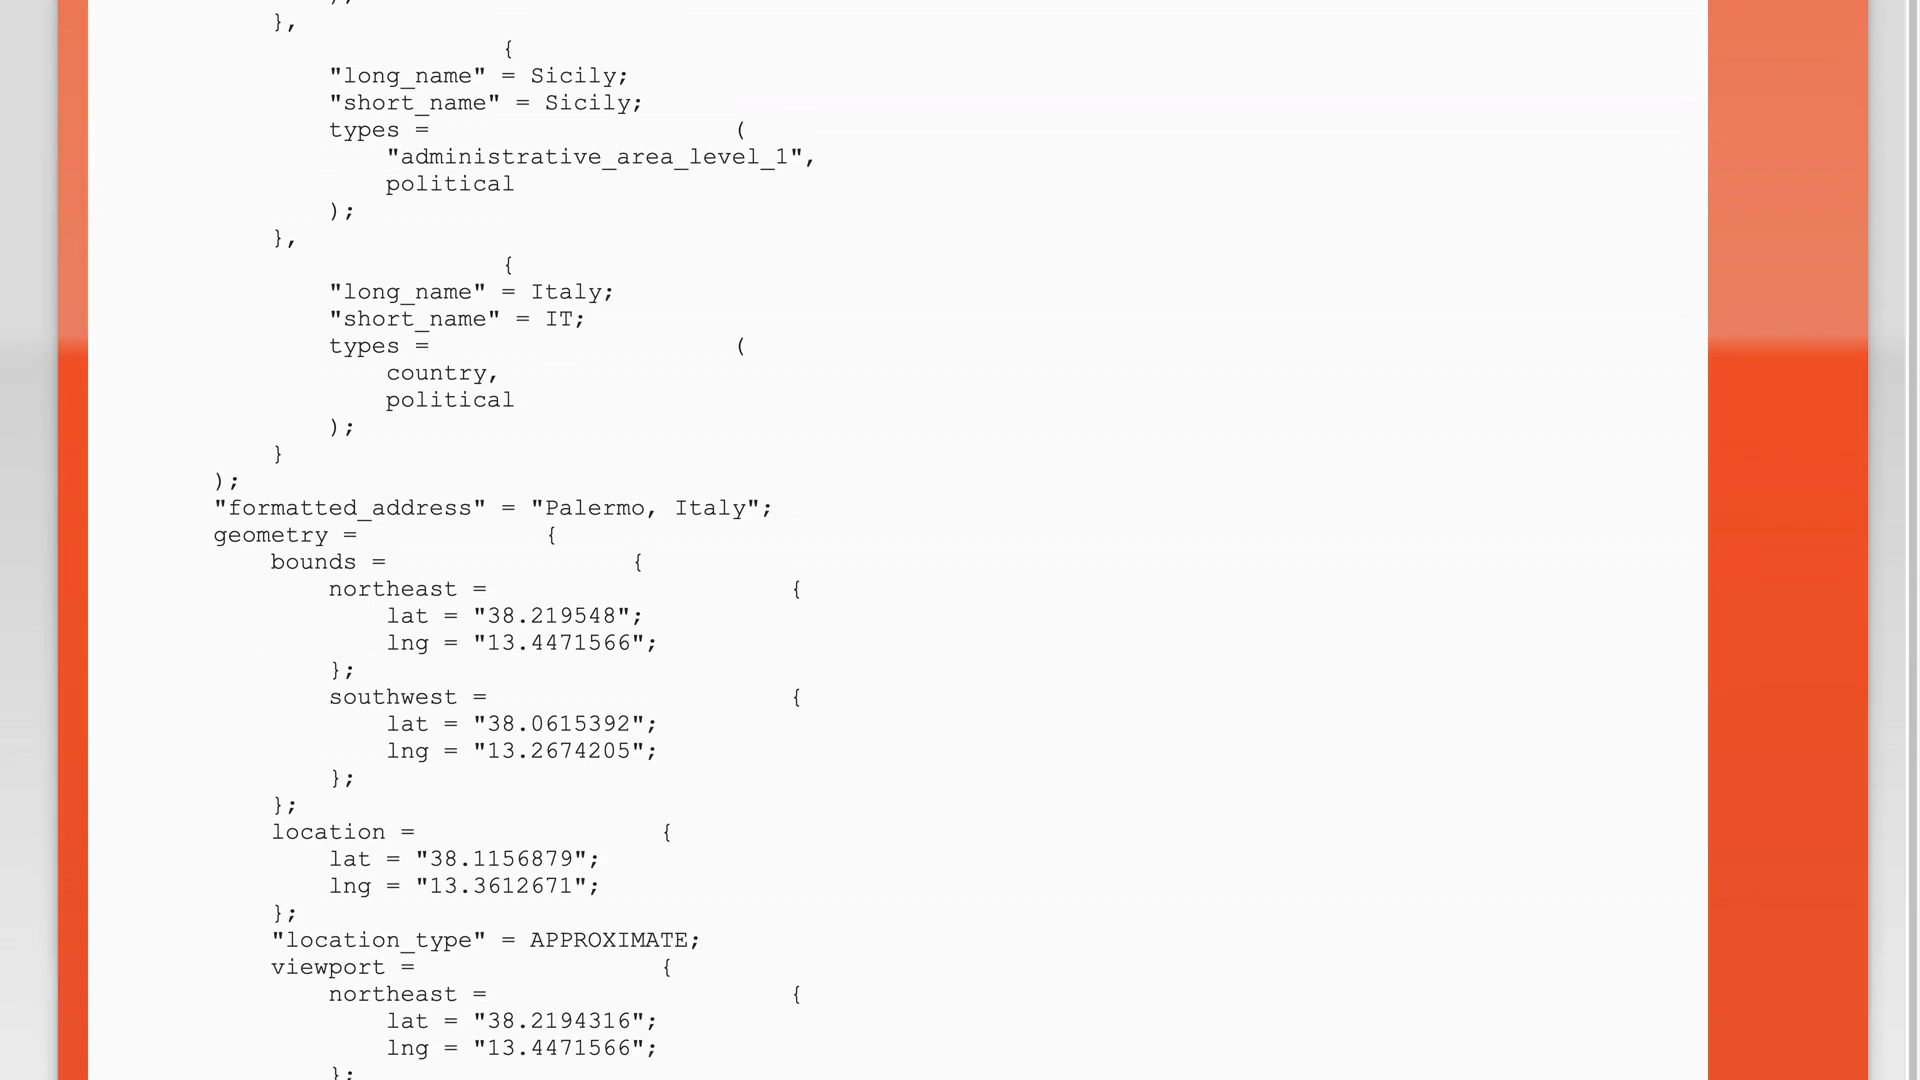 },
{
"long_name" = Sicily;
"short_name" = Sicily;
types = (
"administrative_area_level_1",
political
);
},
{
"long_name" = Italy;
"short_name" = IT;
types = (
country,
political
);
}
);
"formatted_address" = "Palermo, Italy";
geometry = {
bounds = {
northeast = {
lat = "38.219548";
lng = "13.4471566";
};
southwest = {
lat = "38.0615392";
lng = "13.2674205";
};
};
location = {
lat = "38.1156879";
lng = "13.3612671";
};
"location_type" = APPROXIMATE;
viewport = {
northeast = {
lat = "38.2194316";
lng = "13.4471566";
};